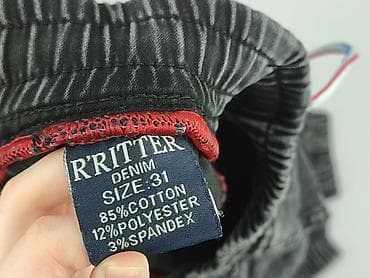 R'RITTER
DENIM
SIZE:31
85%COTTON
12%POLYESTER
3%SPANDEX